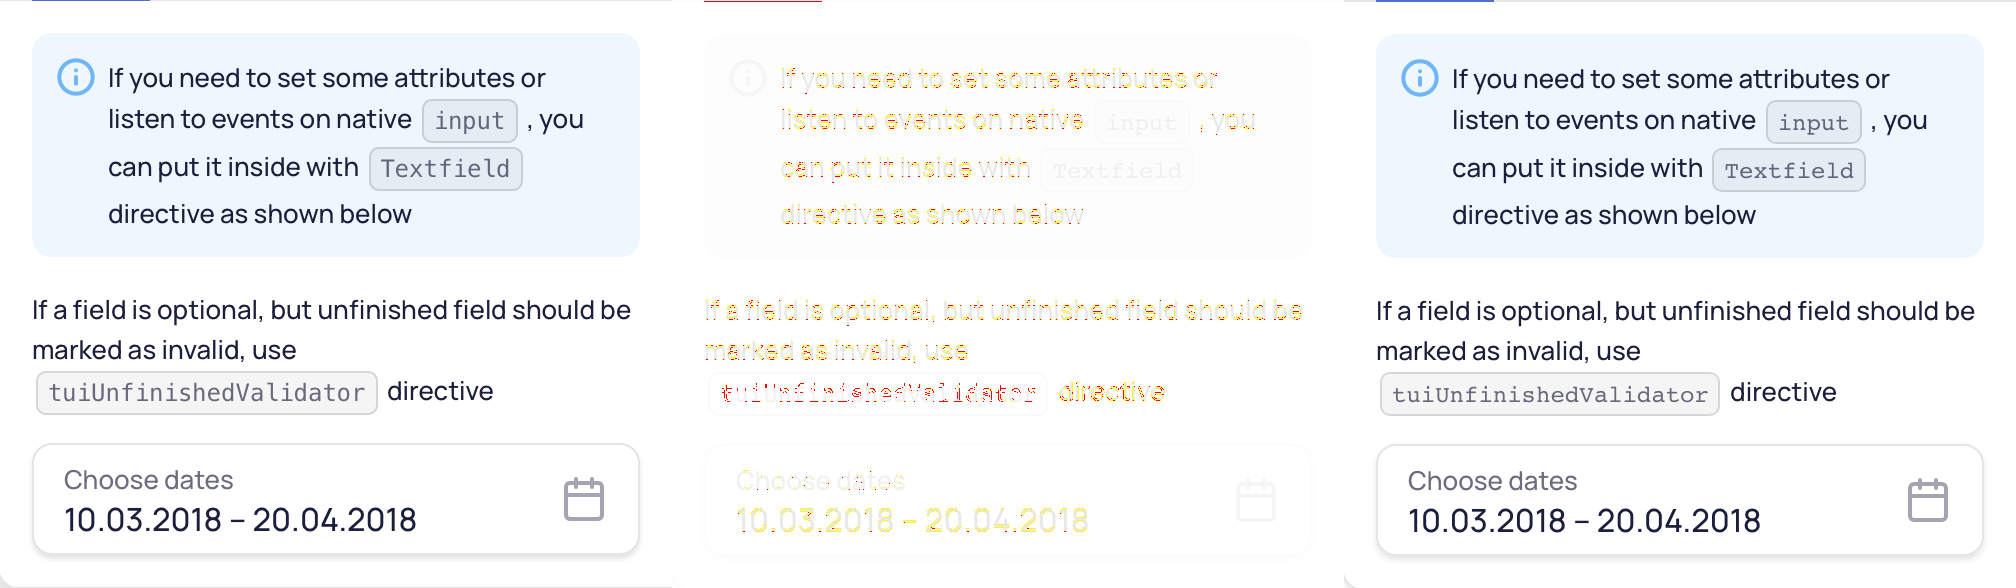 If you need to set some attributes or
listen to events on native input , you
can put it inside with Textfield
directive as shown below
If a field is optional, but unfinished field should be
marked as invalid, use
tuiUnfinishedValidator directive
Choose dates
10.03.2018 – 20.04.2018
If you need to set some attributes or
listen to events on native input , you
can put it inside with Textfield
directive as shown below
If a field is optional, but unfinished field should be
marked as invalid, use
tuiUnfinishedValidator directive
Choose dates
10.03.2018 – 20.04.2018
If you need to set some attributes or
listen to events on native input , you
can put it inside with Textfield
directive as shown below
If a field is optional, but unfinished field should be
marked as invalid, use
tuiUnfinishedValidator directive
Choose dates
10.03.2018 – 20.04.2018